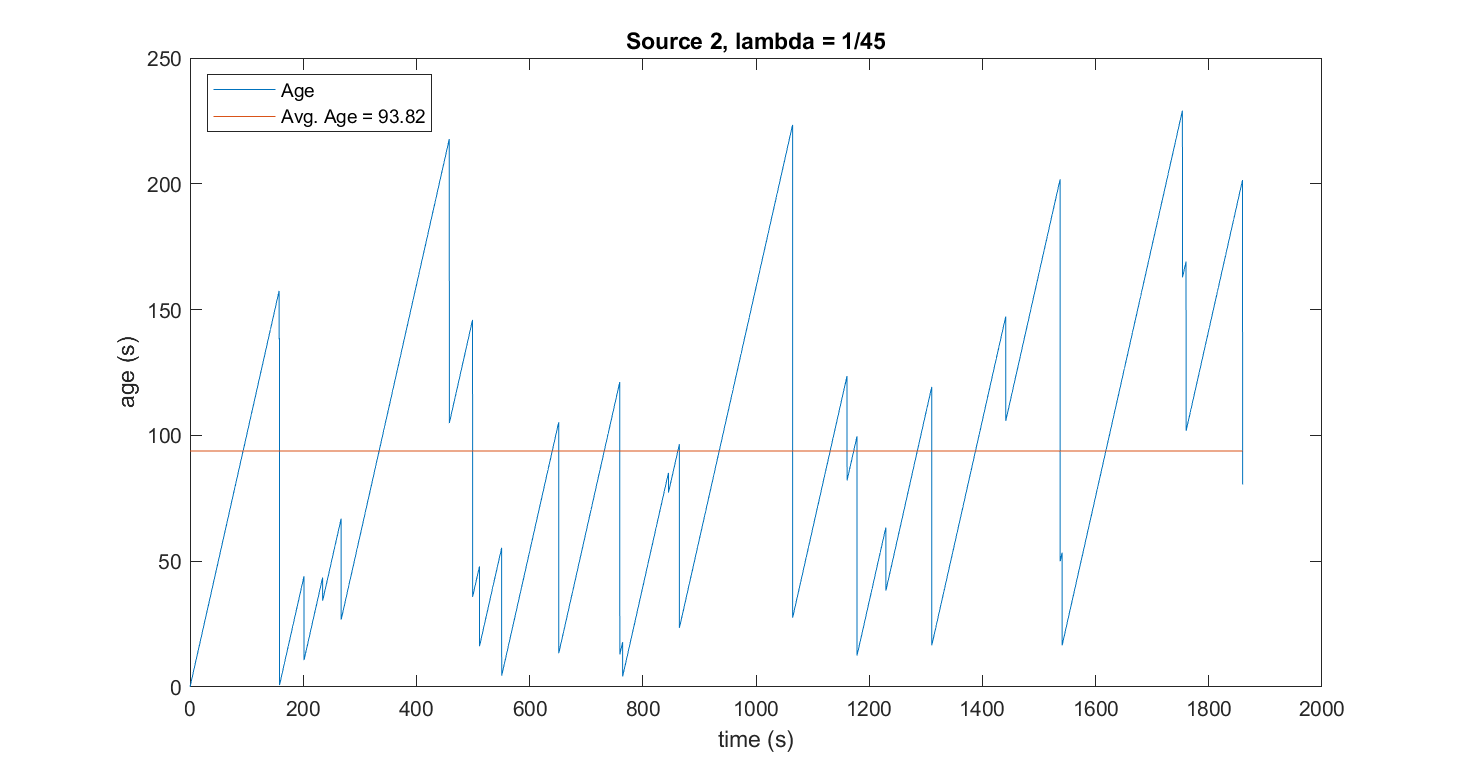 Source 2, lambda = 1/45
250
200
150
100
50
0
Age
Avg. Age = 93.82
age (s)
0 200 400 600 800 1000 1200 1400 1600 1800 2000
time (s)